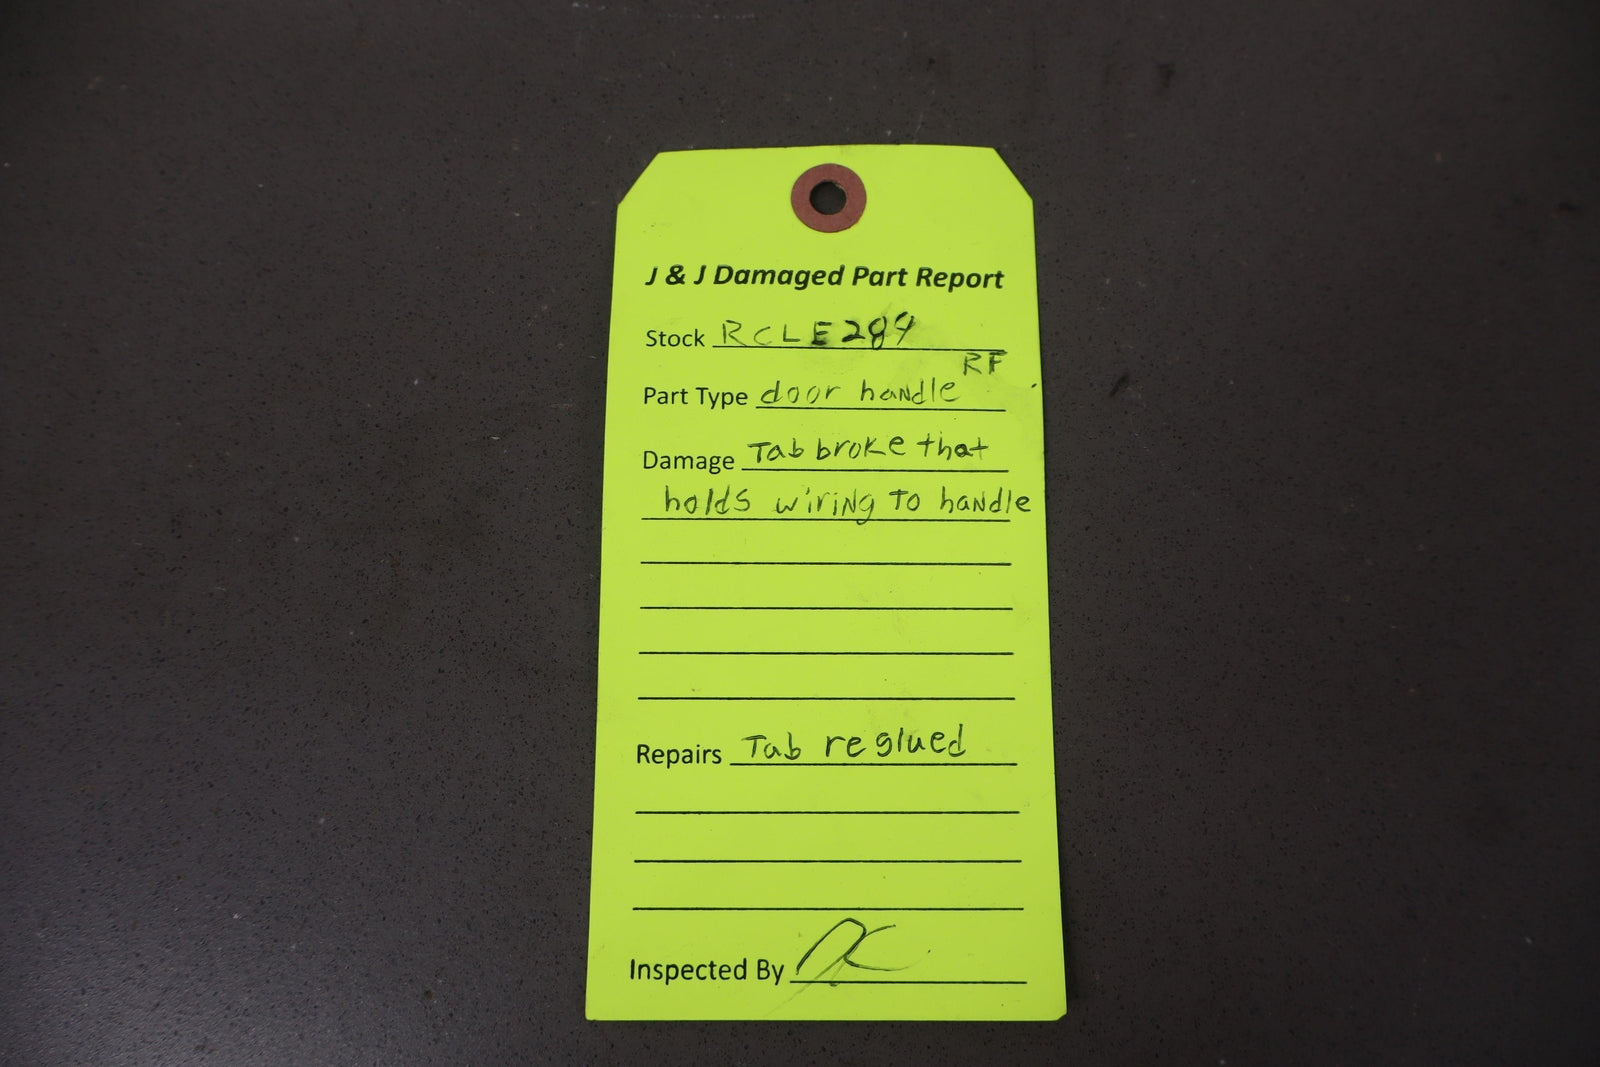 J & J Damaged Part Report
Stock RCLE289
RF
Part Type door handle
Damage Tab broke that
holds wiring To handle
Repairs Tab reglued
Inspected By